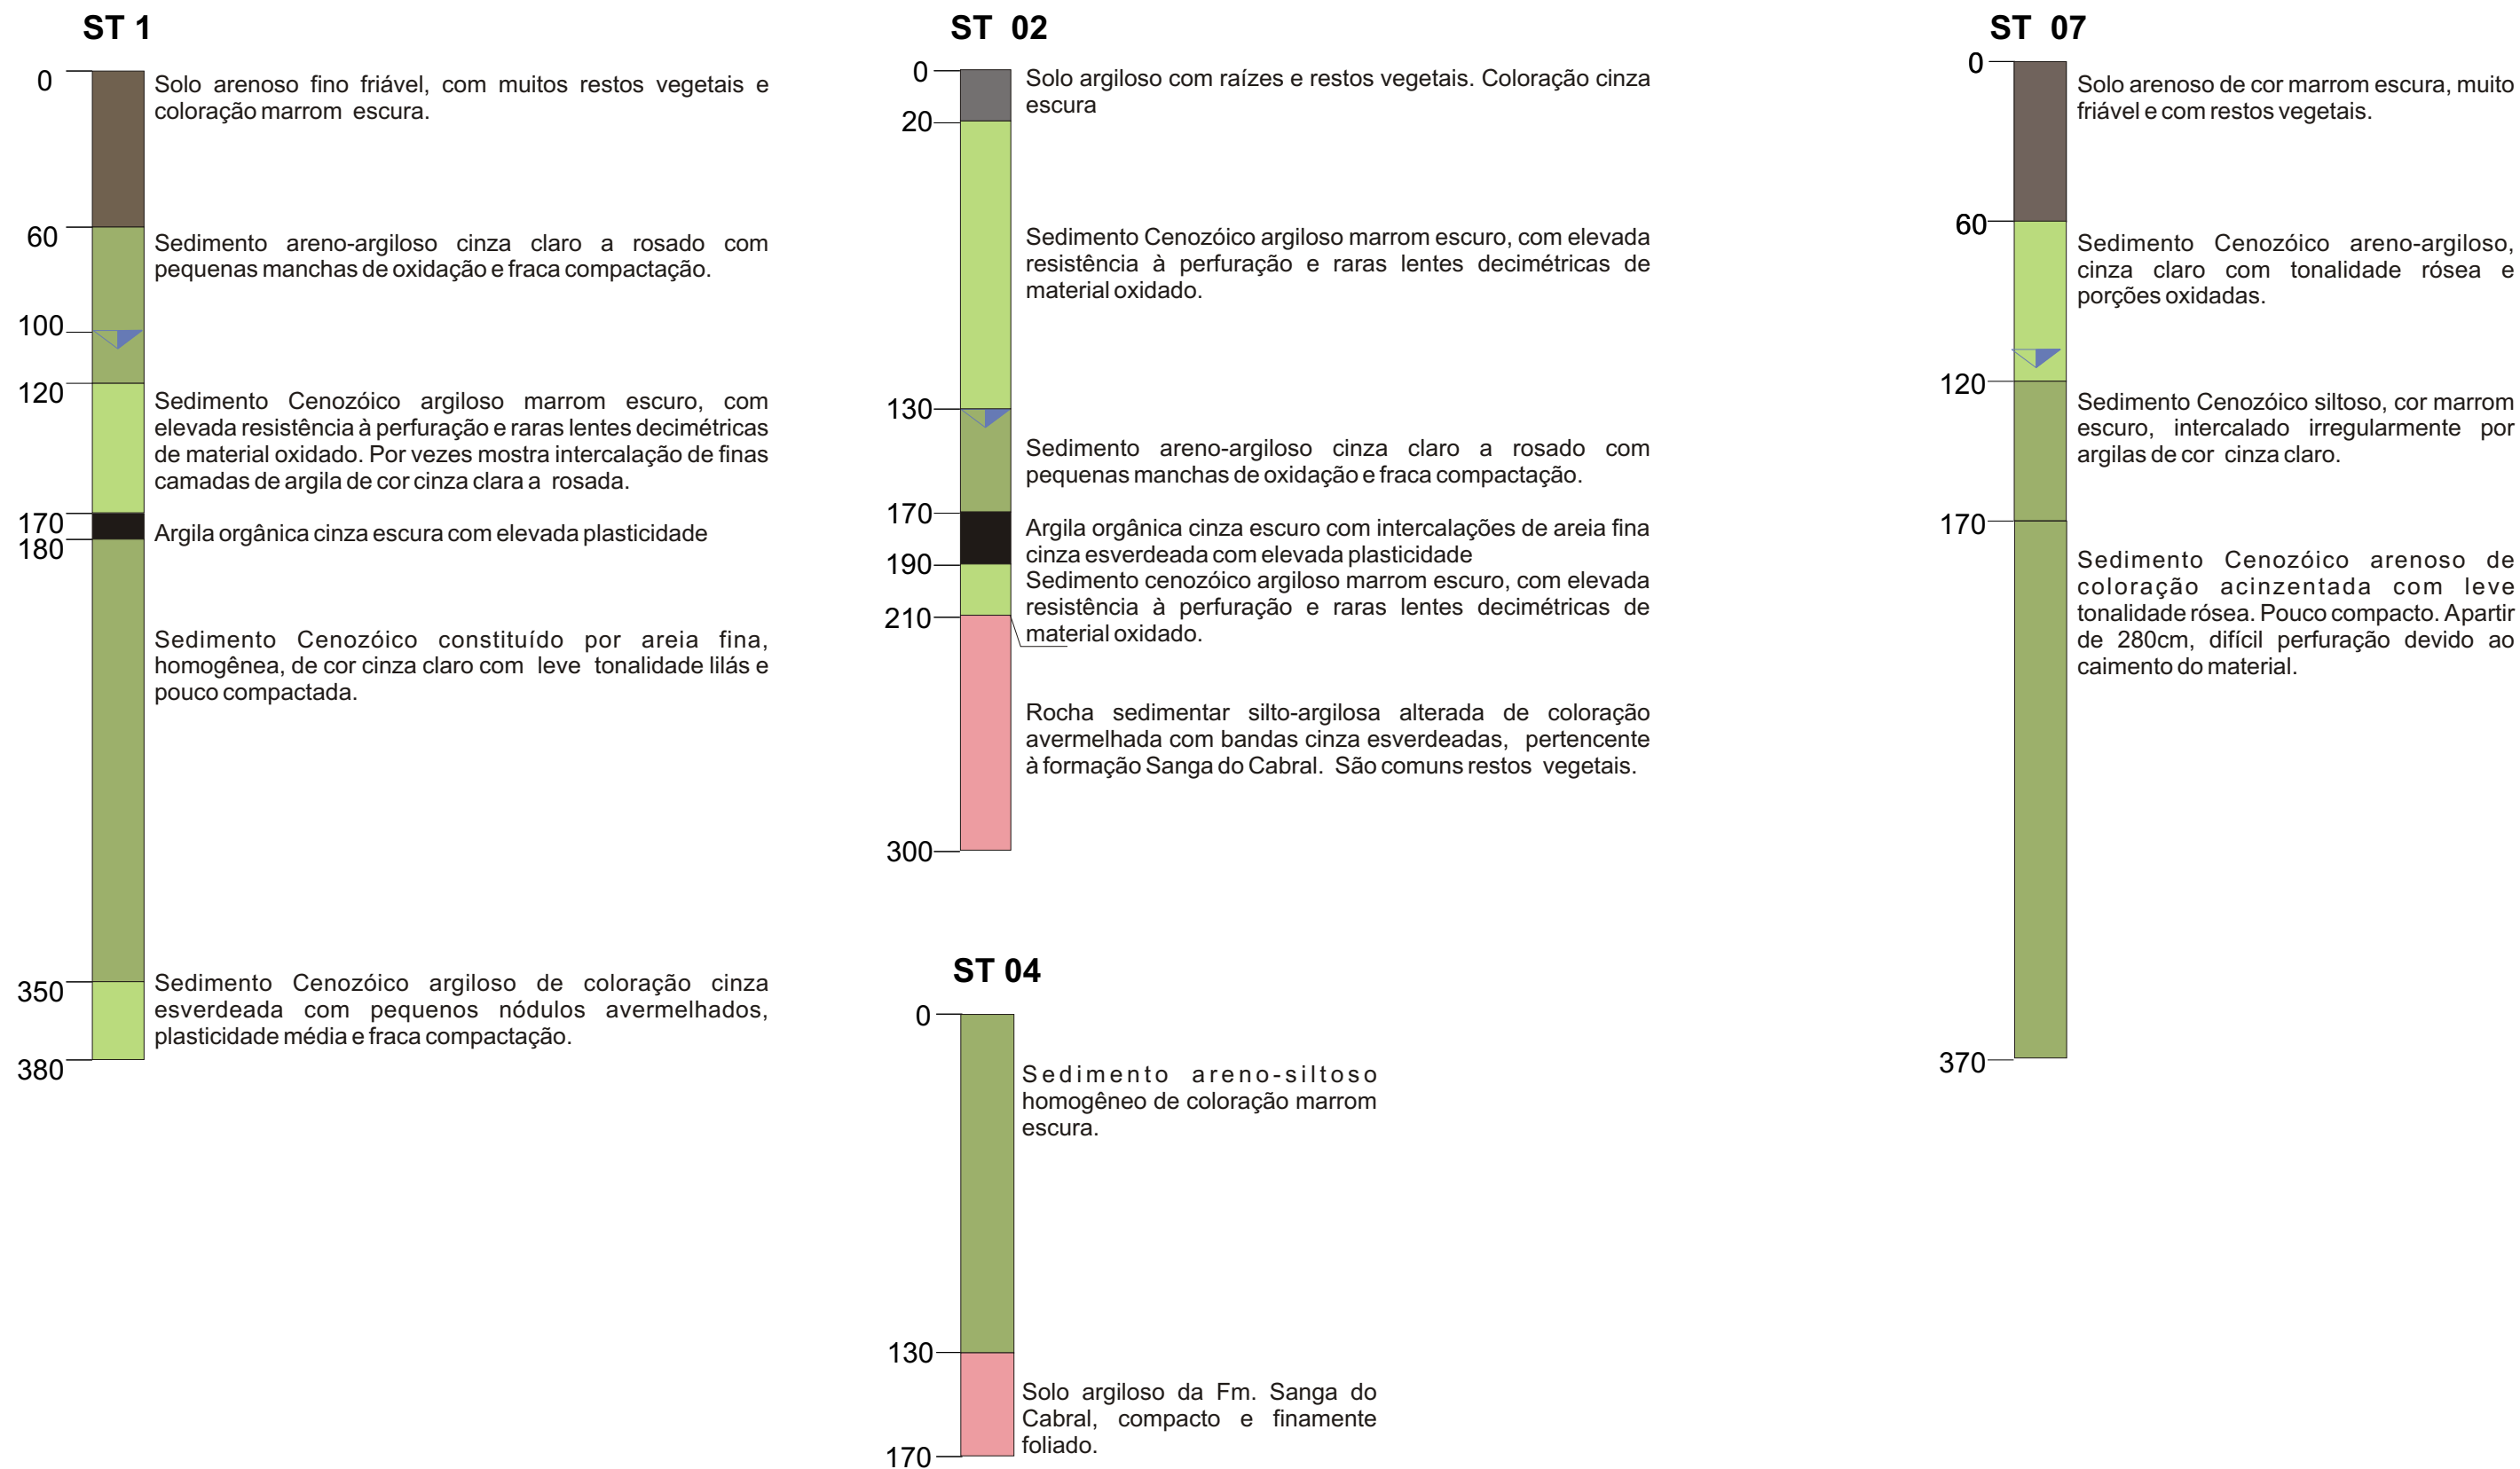 ST 1
0
Solo arenoso fino friável, com muitos restos vegetais e
coloração marrom escura.
60
Sedimento areno-argiloso cinza claro a rosado com
pequenas manchas de oxidação e fraca compactação.
100
120
Sedimento Cenozóico argiloso marrom escuro, com
elevada resistência à perfuração e raras lentes decimétricas
de material oxidado. Por vezes mostra intercalação de finas
camadas de argila de cor cinza clara a rosada.
170
Argila orgânica cinza escura com elevada plasticidade
180
Sedimento Cenozóico constituído por areia fina,
homogênea, de cor cinza claro com leve tonalidade lilás e
pouco compactada.
350
Sedimento Cenozóico argiloso de coloração cinza
esverdeada com pequenos nódulos avermelhados,
plasticidade média e fraca compactação.
380
ST 02
0
Solo argiloso com raízes e restos vegetais. Coloração cinza
escura
20
Sedimento Cenozóico argiloso marrom escuro, com elevada
resistência à perfuração e raras lentes decimétricas de
material oxidado.
130
Sedimento areno-argiloso cinza claro a rosado com
pequenas manchas de oxidação e fraca compactação.
170
Argila orgânica cinza escuro com intercalações de areia fina
cinza esverdeada com elevada plasticidade
190
Sedimento cenozóico argiloso marrom escuro, com elevada
resistência à perfuração e raras lentes decimétricas de
material oxidado.
210
Rocha sedimentar silto-argilosa alterada de coloração
avermelhada com bandas cinza esverdeadas, pertencente
à formação Sanga do Cabral. São comuns restos vegetais.
300
ST 04
0
Sedimento areno-siltoso
homogêneo de coloração marrom
escura.
130
Solo argiloso da Fm. Sanga do
Cabral, compacto e finamente
foliado.
170
ST 07
0
Solo arenoso de cor marrom escura, muito
friável e com restos vegetais.
60
Sedimento Cenozóico areno-argiloso,
cinza claro com tonalidade rósea e
porções oxidadas.
120
Sedimento Cenozóico siltoso, cor marrom
escuro, intercalado irregularmente por
argilas de cor cinza claro.
170
Sedimento Cenozóico arenoso de
coloração acinzentada com leve
tonalidade rósea. Pouco compacto. Apartir
de 280cm, difícil perfuração devido ao
caimento do material.
370